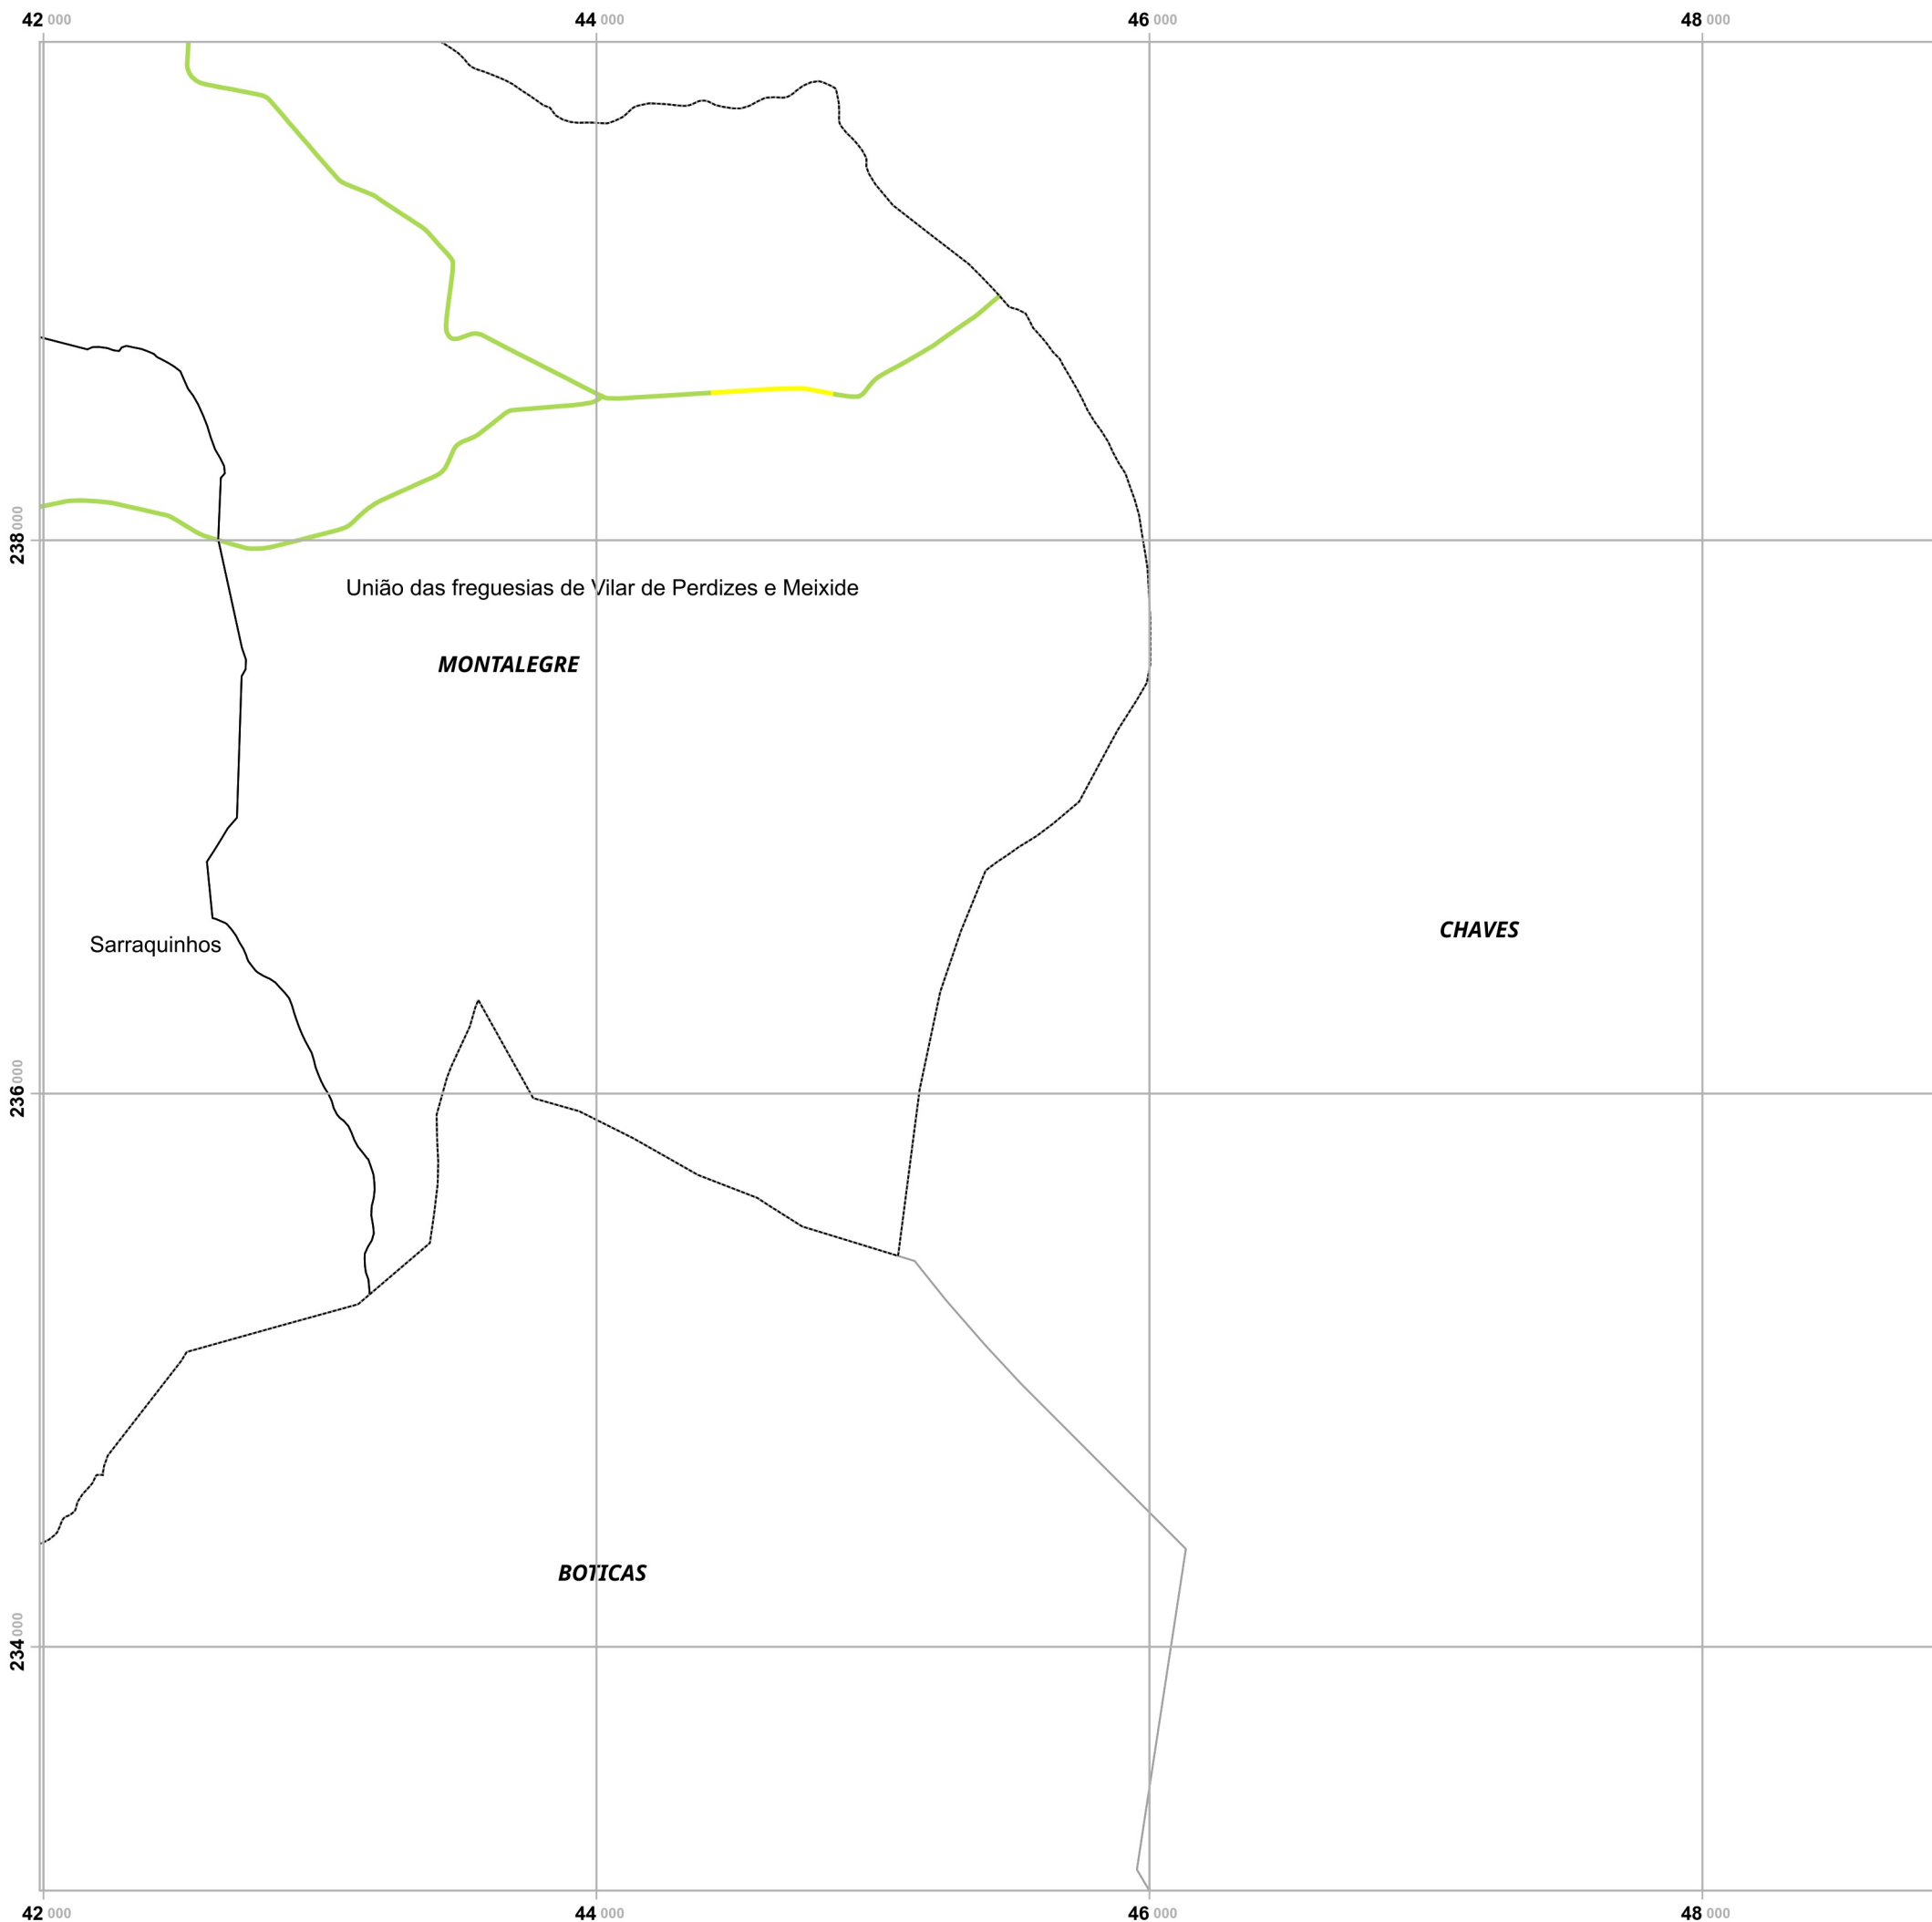 42 000
44 000
46 000
48 000
238 000
União das freguesias de Vilar de Perdizes e Meixide
MONTALEGRE
CHAVES
Sarraquinhos
236 000
BOTICAS
234 000
42 000
44 000
46 000
48 000